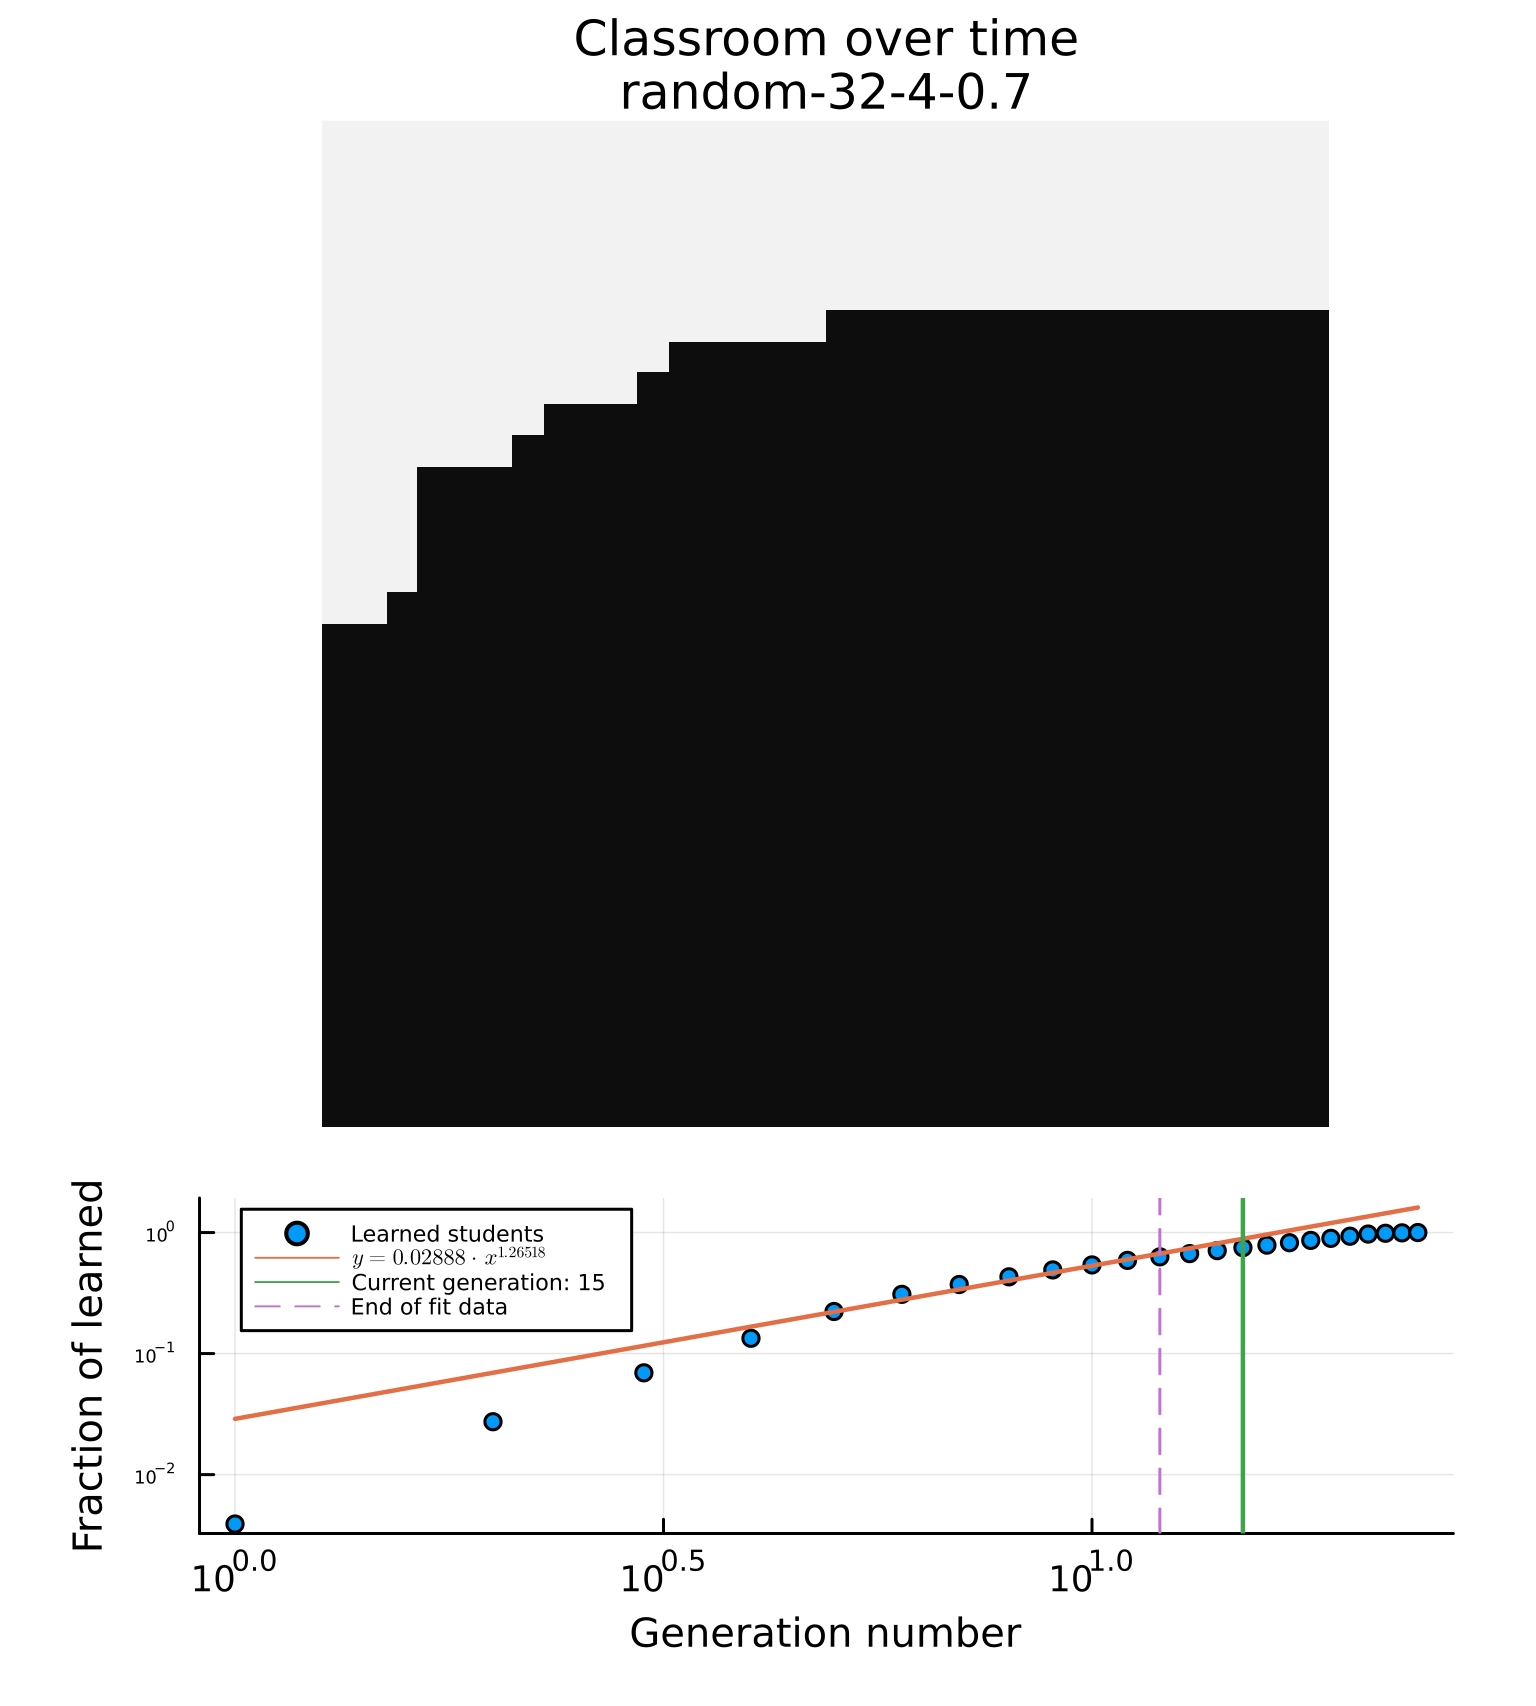 Classroom over time
random-32-4-0.7
Fraction of learned
10⁰
10⁻¹
10⁻²
Learned students
y = 0.02888 · x^1.26518
Current generation: 15
End of fit data
10^0.0
10^0.5
10^1.0
Generation number